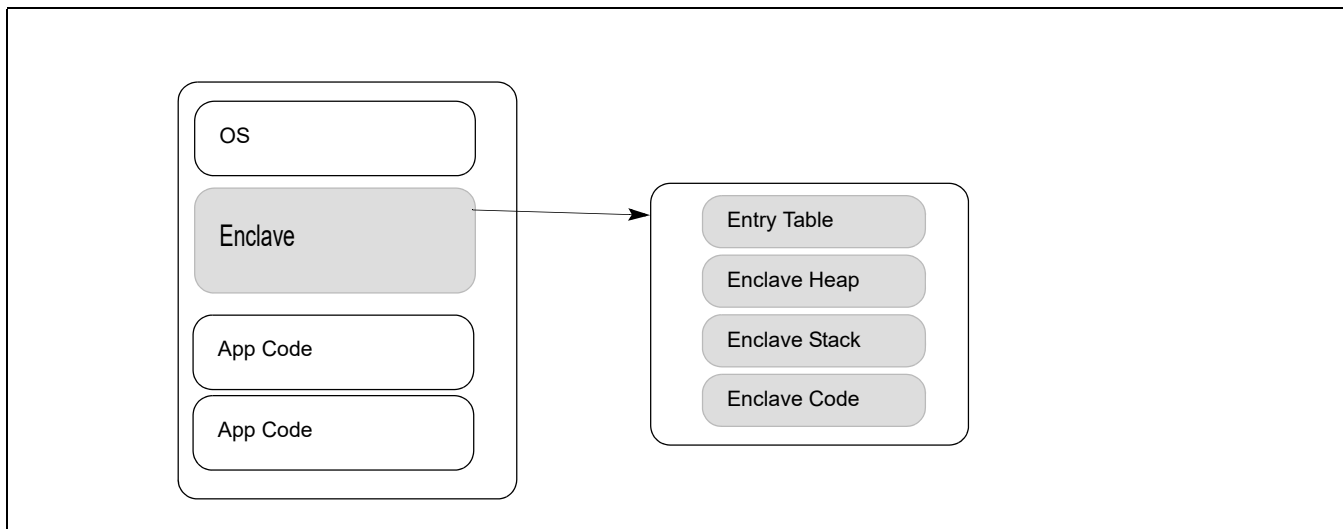 OS
Enclave
App Code
App Code
Entry Table
Enclave Heap
Enclave Stack
Enclave Code